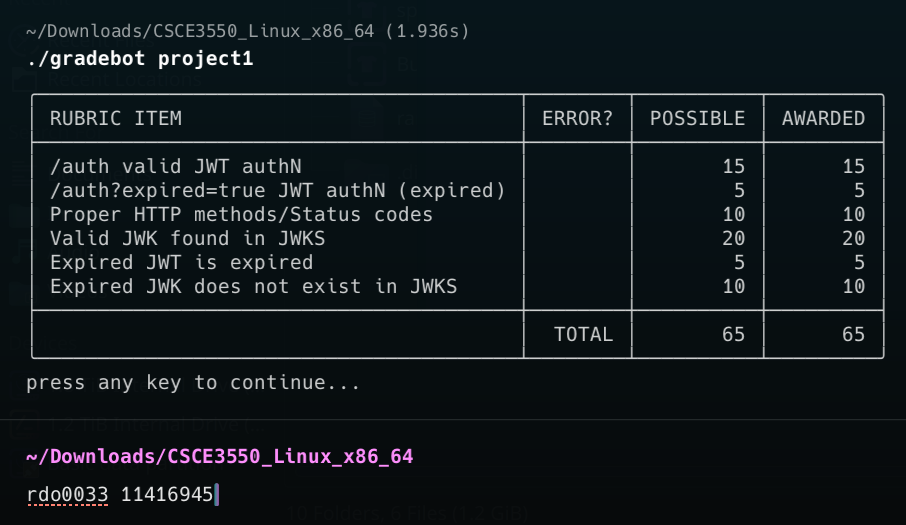 ~/Downloads/CSCE3550_Linux_x86_64 (1.936s)
./gradebot project1
RUBRIC ITEM ERROR? POSSIBLE AWARDED
/auth valid JWT authN 15 15
/auth?expired=true JWT authN (expired) 5 5
Proper HTTP methods/Status codes 10 10
Valid JWK found in JWKS 20 20
Expired JWT is expired 5 5
Expired JWK does not exist in JWKS 10 10
TOTAL 65 65
press any key to continue...
~/Downloads/CSCE3550_Linux_x86_64
rdo0033 11416945